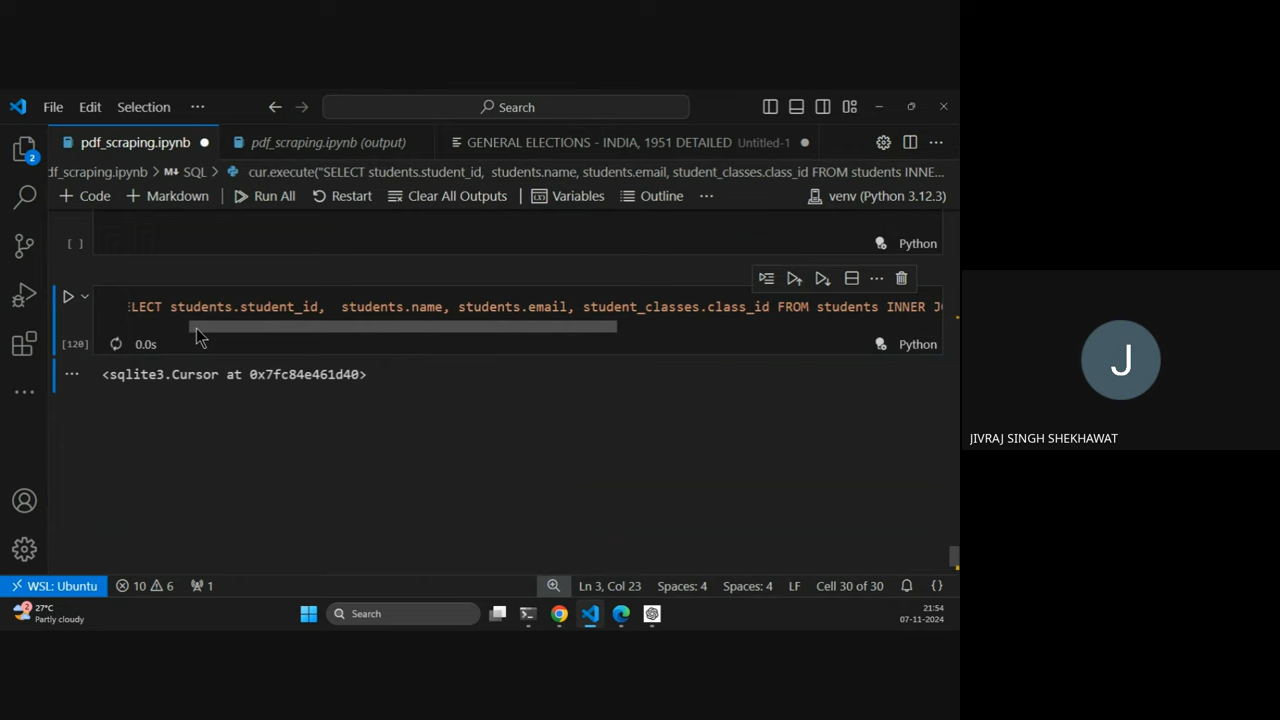 File Edit Selection ··· Search
pdf_scraping.ipynb pdf_scraping.ipynb (output) GENERAL ELECTIONS - INDIA, 1951 DETAILED Untitled-1
df_scraping.ipynb > M↓ SQL > cur.execute("SELECT students.student_id, students.name, students.email, student_classes.class_id FROM students INNE...
+ Code + Markdown Run All Restart Clear All Outputs Variables Outline ··· venv (Python 3.12.3)
[ ] Python
LECT students.student_id, students.name, students.email, student_classes.class_id FROM students INNER JO
[120] 0.0s Python
<sqlite3.Cursor at 0x7fc84e461d40>
J
JIVRAJ SINGH SHEKHAWAT
WSL: Ubuntu 10 6 1 Ln 3, Col 23 Spaces: 4 Spaces: 4 LF Cell 30 of 30 {}
2
2 27°C
Partly cloudy
Search
21:54
07-11-2024